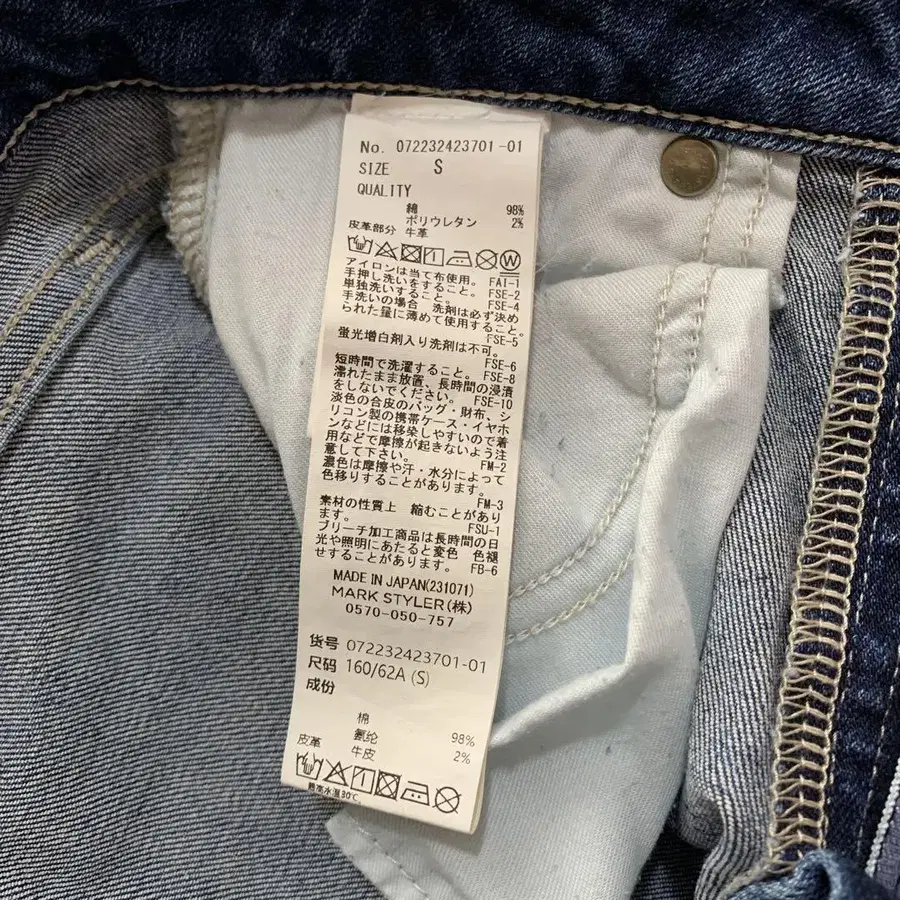 No. 072232423701-01
SIZE S
QUALITY
綿 98%
ポリウレタン 2%
皮革部分 牛革
アイロンは当て布使用。 FAI-1
手押し洗いをすること。 FSE-2
単独洗いすること。 FSE-4
手洗いの場合 洗剤は必ず決め
られた量に薄めて使用すること。
FSE-5
蛍光増白剤入り洗剤は不可。
FSE-6
短時間で洗濯すること。 FSE-8
濡れたまま放置、長時間の浸漬
をしないでください。 FSE-10
淡色の合皮のバッグ・財布、シ
リコン製の携帯ケース・イヤホ
ンなどには移染しやすいので着
用などで摩擦が起きないよう注
意して下さい。 FM-2
濃色は摩擦や汗・水分によって
色移りすることがあります。
FM-3
素材の性質上 縮むことがあり
ます。 FSU-1
ブリーチ加工商品は長時間の日
光や照明にあたると変色 色褪
せすることがあります。 FB-6
MADE IN JAPAN(231071)
MARK STYLER(株)
0570-050-757
货号 072232423701-01
尺码 160/62A (S)
成份
棉 98%
氨纶 2%
皮革 牛皮
最高水温30℃